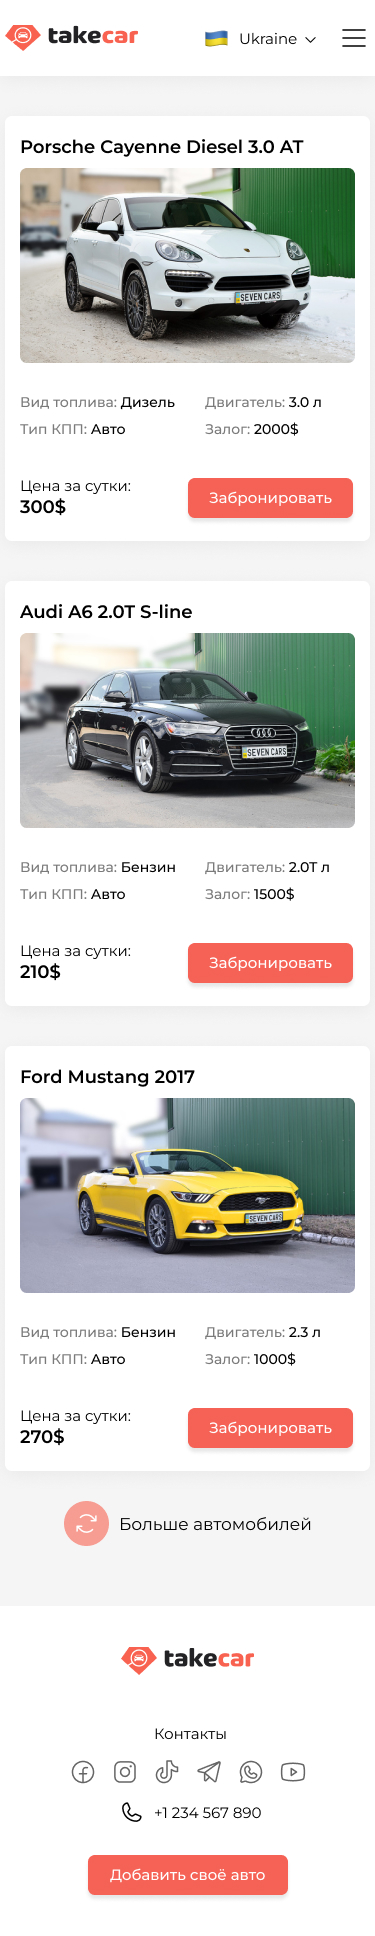 takecar
Ukraine
Porsche Cayenne Diesel 3.0 AT
SEVEN CARS
Вид топлива: Дизель
Двигатель: 3.0 л
Тип КПП: Авто
Залог: 2000$
Цена за сутки:
300$
Забронировать
Audi A6 2.0T S-line
SEVEN CARS
Вид топлива: Бензин
Двигатель: 2.0T л
Тип КПП: Авто
Залог: 1500$
Цена за сутки:
210$
Забронировать
Ford Mustang 2017
SEVEN CARS
Вид топлива: Бензин
Двигатель: 2.3 л
Тип КПП: Авто
Залог: 1000$
Цена за сутки:
270$
Забронировать
Больше автомобилей
takecar
Контакты
+1 234 567 890
Добавить своё авто